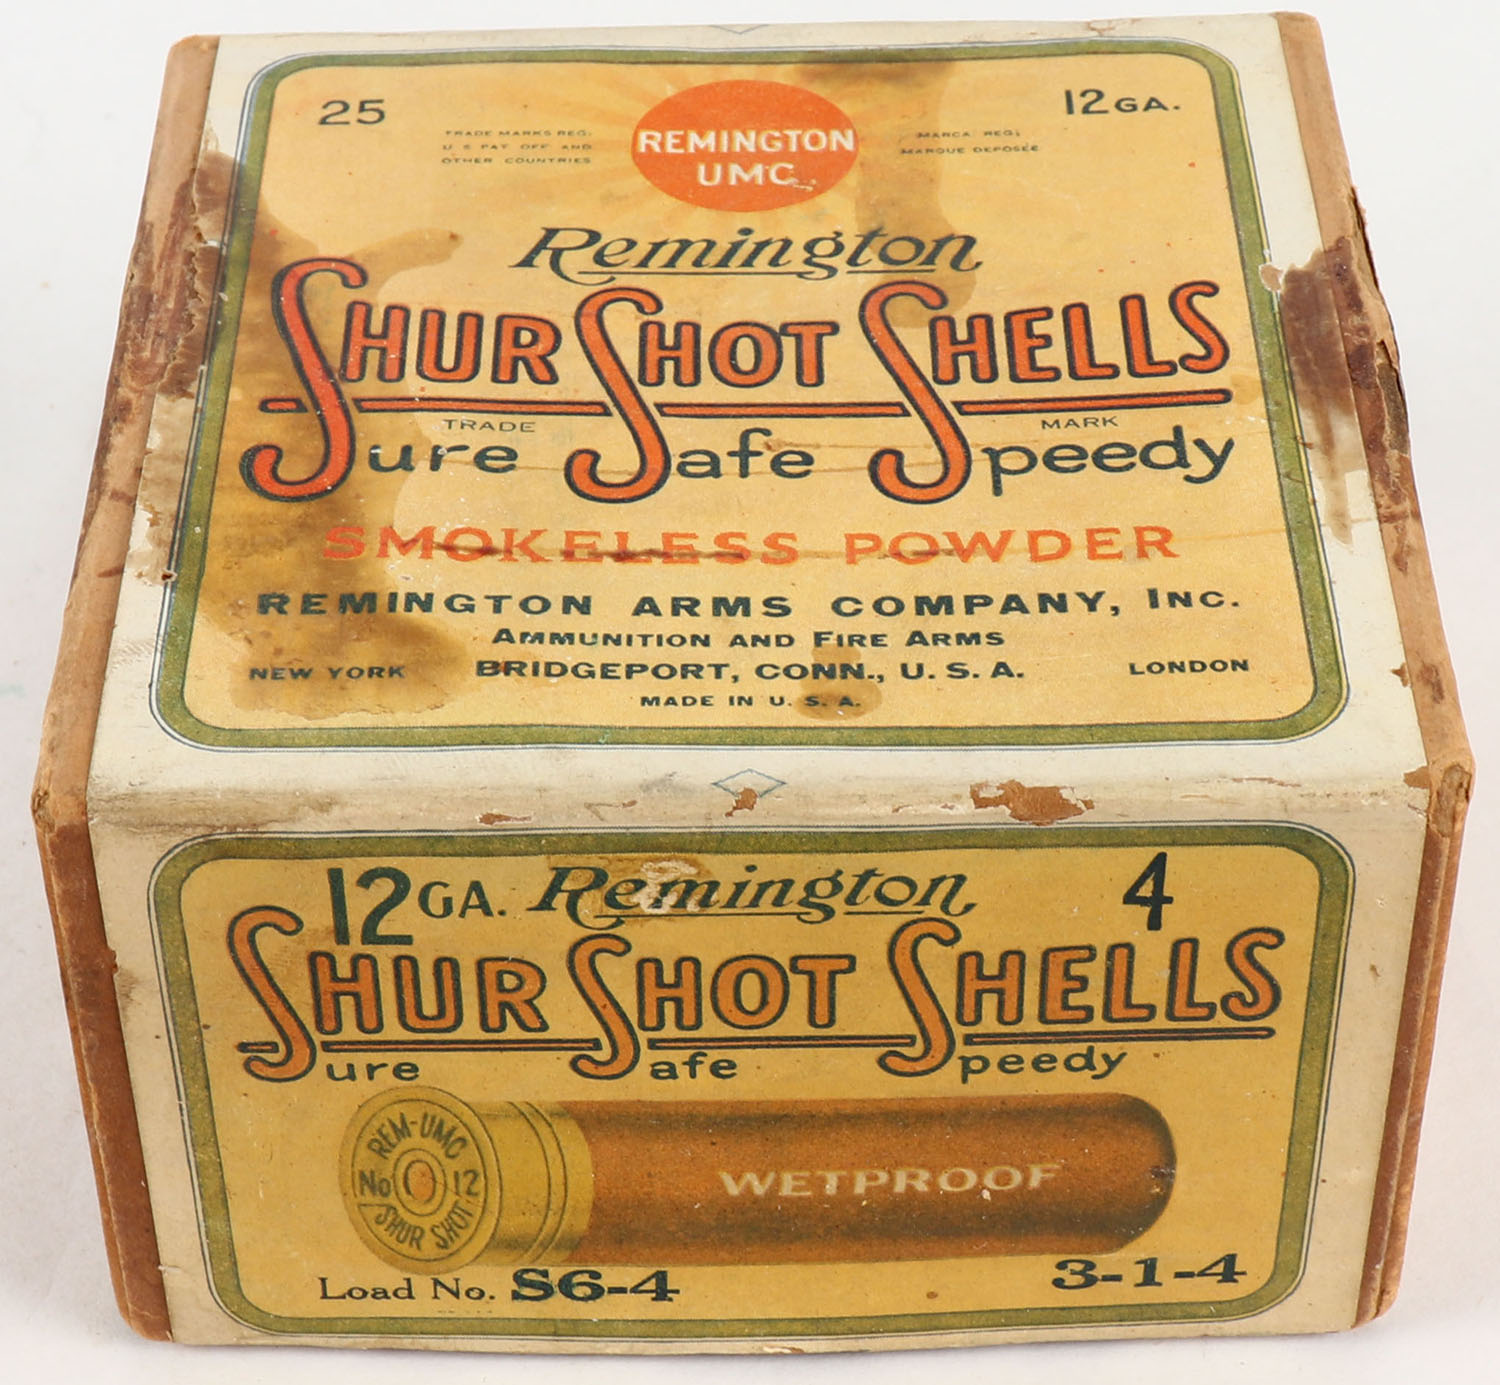 25
12GA.
TRADE MARKS REG.
U S PAT OFF AND
OTHER COUNTRIES
REMINGTON
UMC
MARCA REG;
MARQUE DEPOSÉE
Remington
SHUR SHOT SHELLS
TRADE MARK
Sure Safe Speedy
SMOKELESS POWDER
REMINGTON ARMS COMPANY, INC.
AMMUNITION AND FIRE ARMS
NEW YORK BRIDGEPORT, CONN., U. S. A. LONDON
MADE IN U. S. A.
12GA. Remington 4
SHUR SHOT SHELLS
Sure Safe Speedy
REM-UMC
No 12
SHUR SHOT
WETPROOF
Load No. S6-4
3-1-4